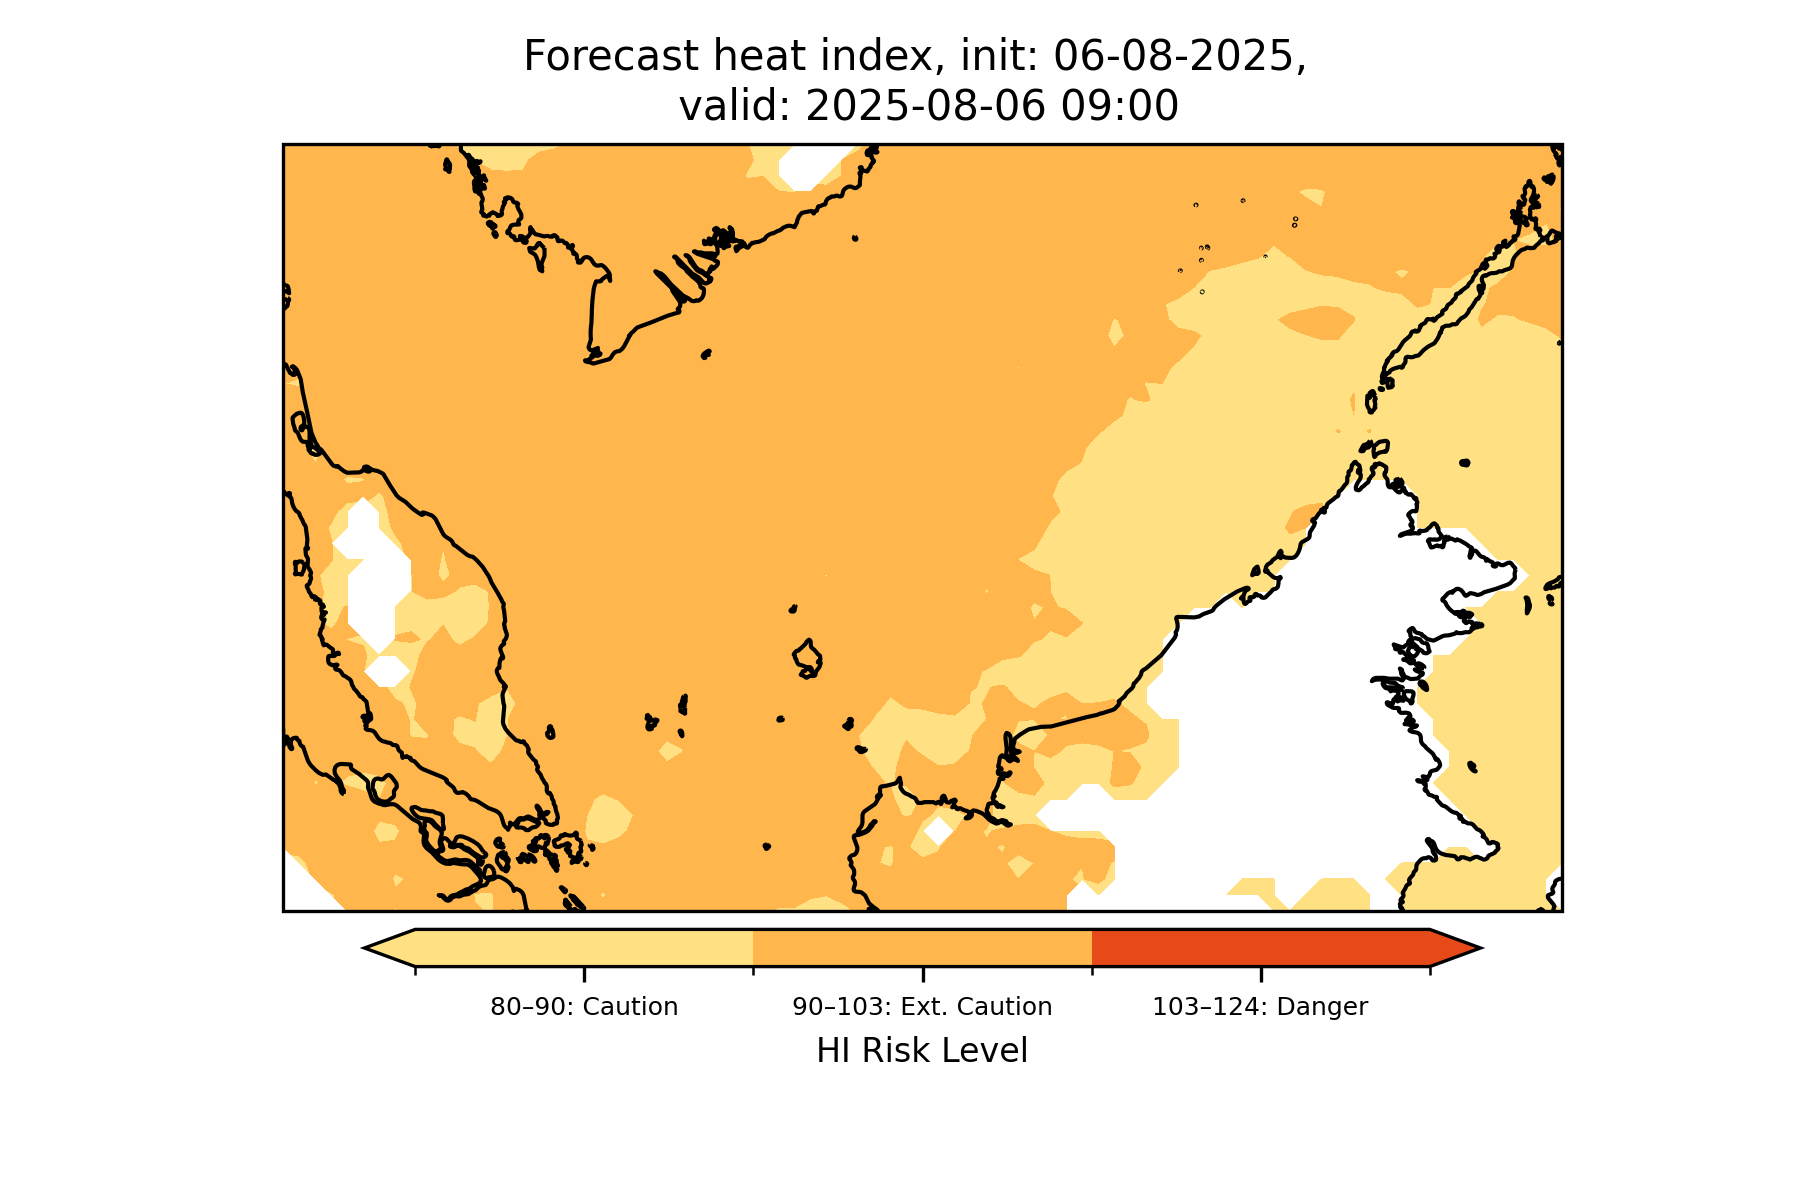 Forecast heat index, init: 06-08-2025,
valid: 2025-08-06 09:00
80–90: Caution
90–103: Ext. Caution
103–124: Danger
HI Risk Level